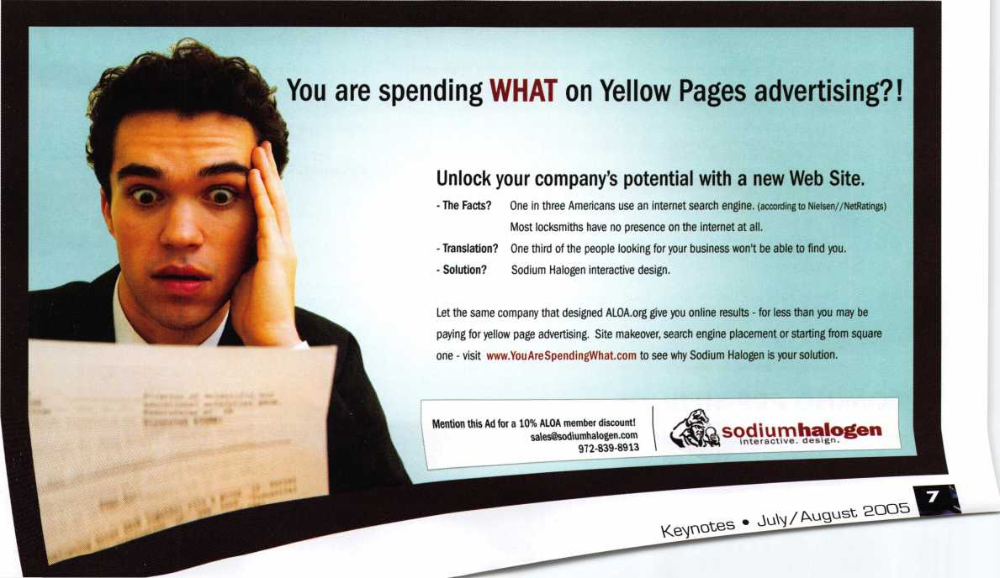 You are spending WHAT on Yellow Pages advertising?!
Unlock your company's potential with a new Web Site.
- The Facts? One in three Americans use an internet search engine. (according to Nielsen//NetRatings)
Most locksmiths have no presence on the internet at all.
- Translation? One third of the people looking for your business won't be able to find you.
- Solution? Sodium Halogen interactive design.
Let the same company that designed ALOA.org give you online results - for less than you may be
paying for yellow page advertising. Site makeover, search engine placement or starting from square
one - visit www.YouAreSpendingWhat.com to see why Sodium Halogen is your solution.
Mention this Ad for a 10% ALOA member discount!
sales@sodiumhalogen.com
972-839-8913
sodiumhalogen
interactive. design.
Keynotes • July/August 2005 7